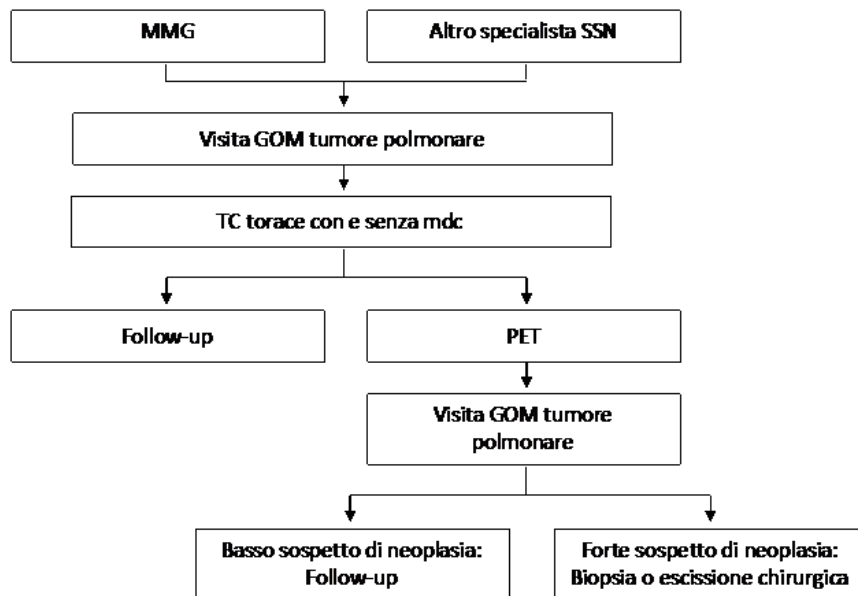 MMG
Altro specialista SSN
Visita GOM tumore polmonare
TC torace con e senza mdc
Follow-up
PET
Visita GOM tumore
polmonare
Basso sospetto di neoplasia:
Follow-up
Forte sospetto di neoplasia:
Biopsia o escissione chirurgica